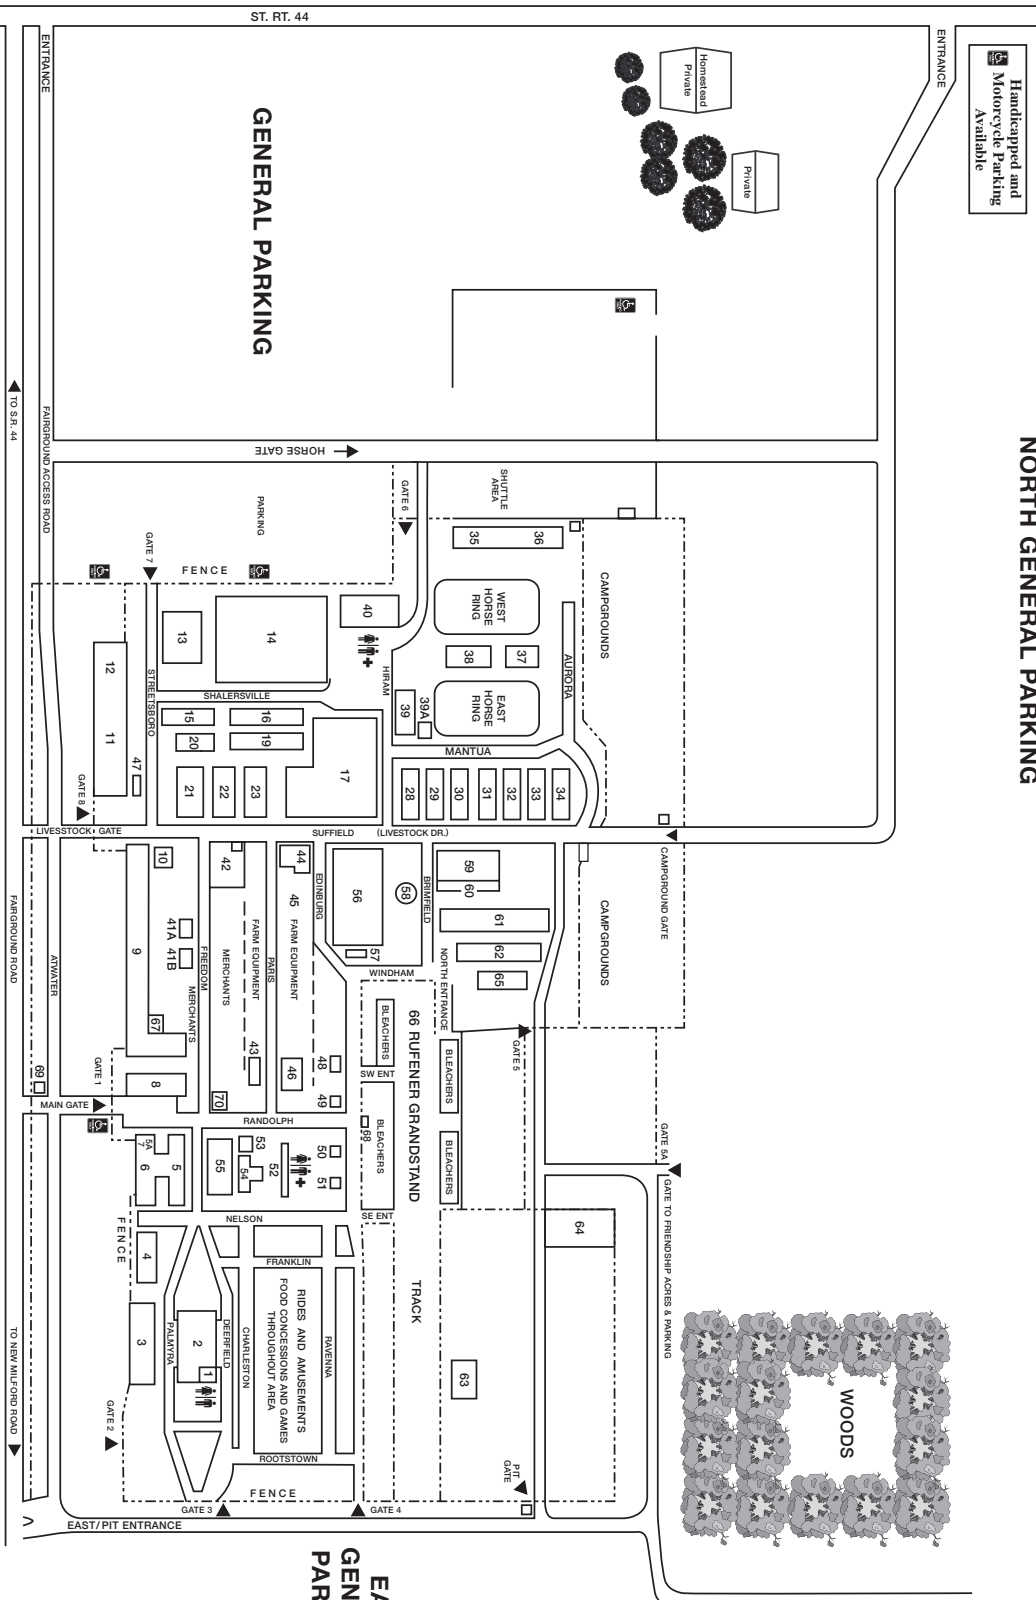 ST. RT. 44
ENTRANCE
ENTRANCE
Handicapped and
Motorcycle Parking
Available
Homestead
Private
Private
GENERAL PARKING
NORTH GENERAL PARKING
TO S.R. 44
FAIRGROUND ACCESS ROAD
HORSE GATE
SHUTTLE
AREA
GATE 6
PARKING
GATE 7
FENCE
35
36
CAMPGROUNDS
WEST
HORSE
RING
40
14
13
12
11
HIRAM
38
37
AURORA
STREETSBORO
SHALERSVILLE
EAST
HORSE
RING
39
39A
MANTUA
15
16
20
19
17
47
21
22
23
28
29
30
31
32
33
34
GATE 8
LIVESTOCK GATE
SUFFIELD
(LIVESTOCK DR.)
CAMPGROUND GATE
10
42
44
EDINBURG
56
58
BRIMFIELD
59
60
61
62
65
CAMPGROUNDS
45
FARM EQUIPMENT
FARM EQUIPMENT
MERCHANTS
PARIS
FREEDOM
MERCHANTS
41A
41B
9
67
57
WINDHAM
NORTH ENTRANCE
FAIRGROUND ROAD
ATWATER
BLEACHERS
BLEACHERS
BLEACHERS
BLEACHERS
66 RUFENER GRANDSTAND
GATE 5
SW ENT
48
46
43
49
68
69
GATE 1
8
70
MAIN GATE
RANDOLPH
GATE 5A
GATE TO FRIENDSHIP ACRES & PARKING
5A
7
6
5
53
54
55
52
50
51
NELSON
SE ENT
FENCE
4
FRANKLIN
64
3
PALMYRA
2
1
DEERFIELD
CHARLESTON
RIDES AND AMUSEMENTS
FOOD CONCESSIONS AND GAMES
THROUGHOUT AREA
RAVENNA
TRACK
63
WOODS
TO NEW MILFORD ROAD
GATE 2
ROOTSTOWN
PIT
GATE
FENCE
GATE 3
GATE 4
EAST/PIT ENTRANCE
EA
GEN
PAR